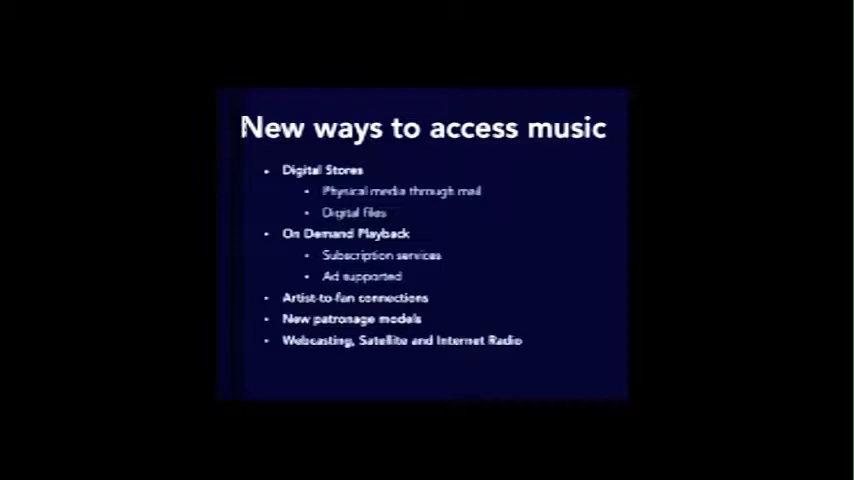 New ways to access music
• Digital Stores
• Physical media through mail
• Digital files
• On Demand Playback
• Subscription services
• Ad supported
• Artist-to-fan connections
• New patronage models
• Webcasting, Satellite and Internet Radio